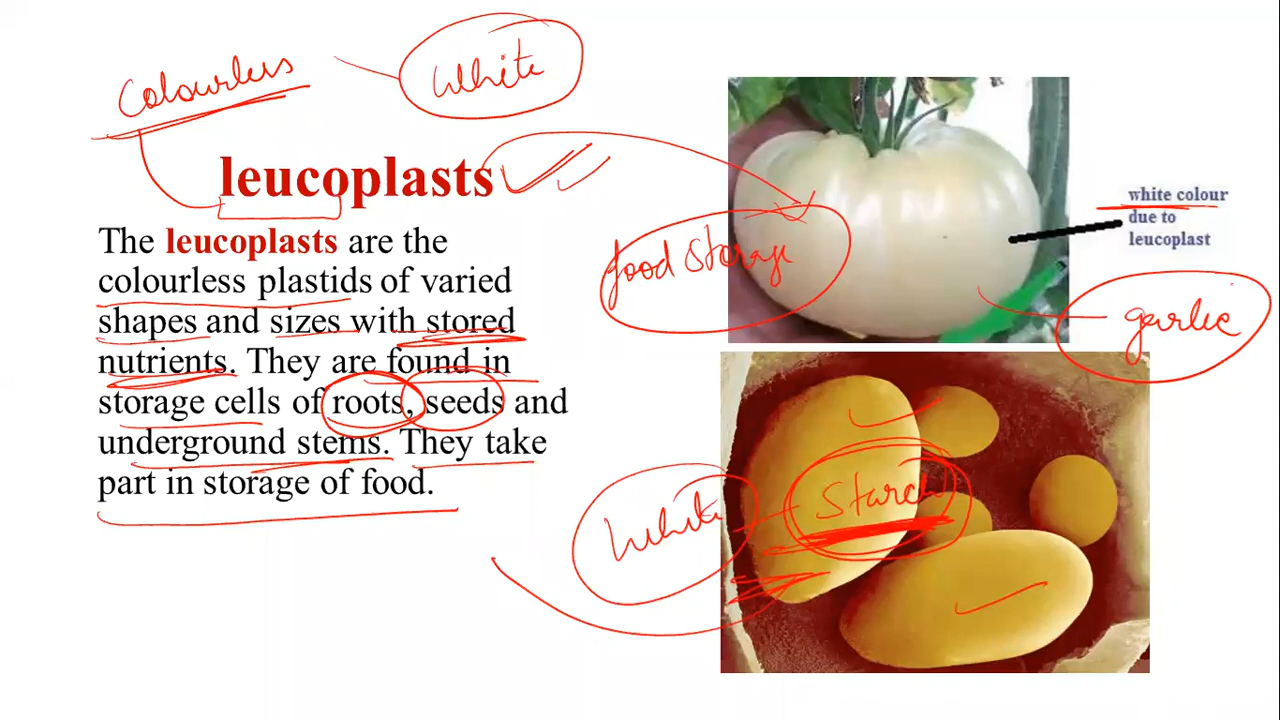 Colourless
White
leucoplasts
The leucoplasts are the
colourless plastids of varied
shapes and sizes with stored
nutrients. They are found in
storage cells of roots, seeds and
underground stems. They take
part in storage of food.
food storage
white colour
due to
leucoplast
garlic
White
Starch